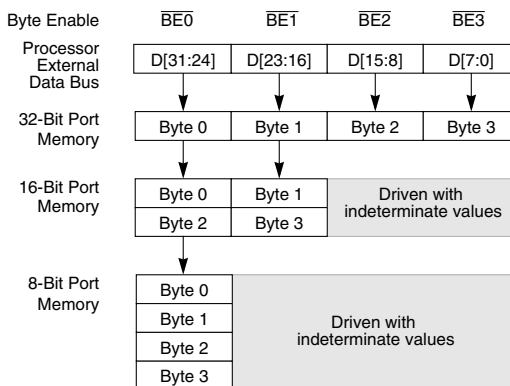 Byte Enable BE0 BE1 BE2 BE3
Processor
External
Data Bus
D[31:24] D[23:16] D[15:8] D[7:0]
32-Bit Port
Memory
Byte 0 Byte 1 Byte 2 Byte 3
16-Bit Port
Memory
Byte 0 Byte 1
Byte 2 Byte 3
Driven with
indeterminate values
8-Bit Port
Memory
Byte 0
Byte 1
Byte 2
Byte 3
Driven with
indeterminate values